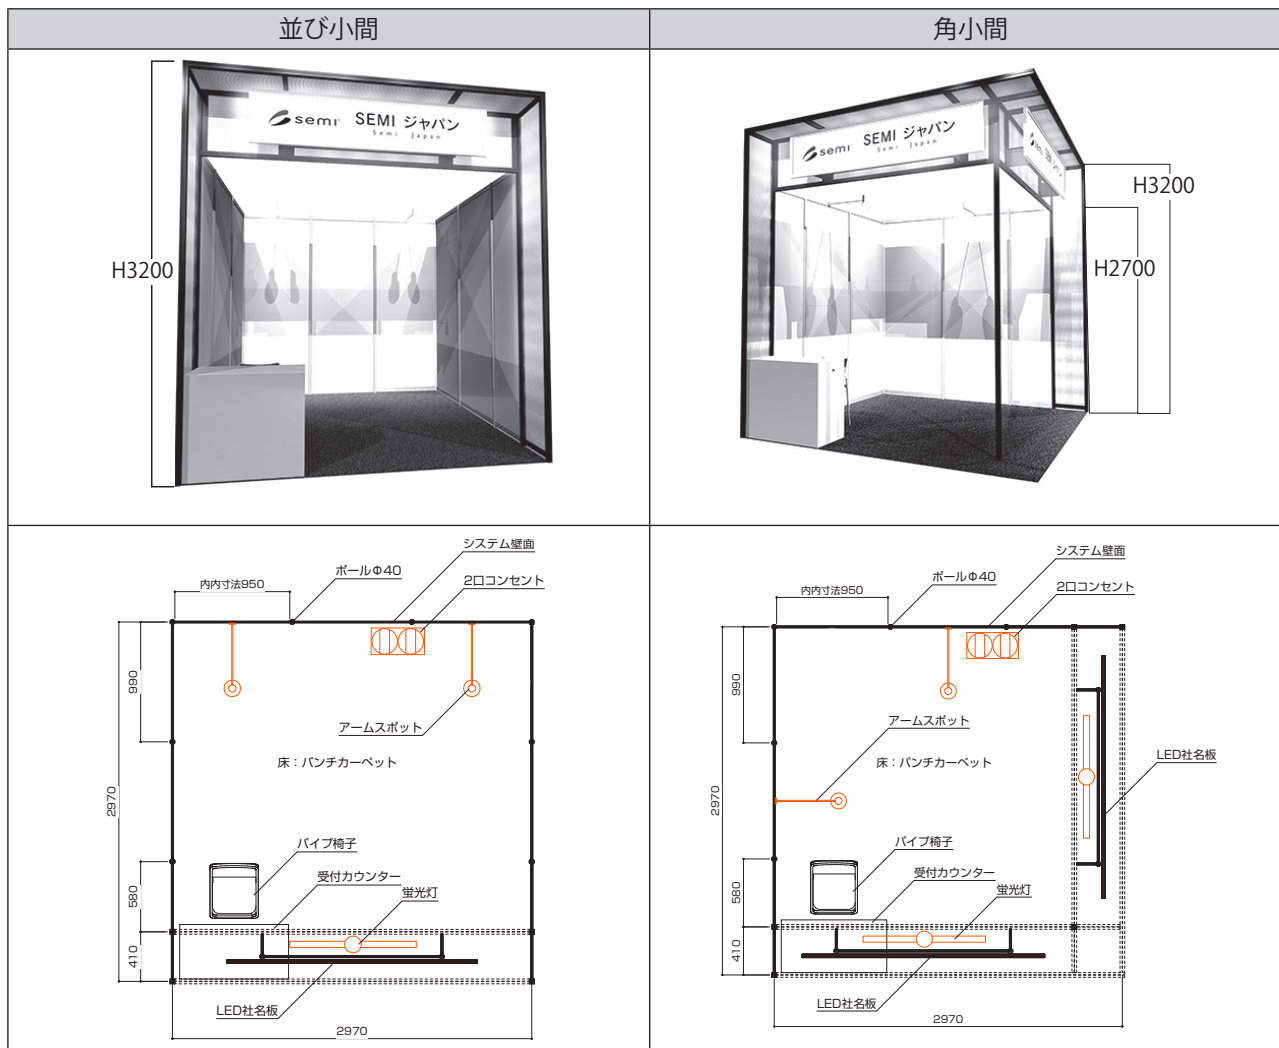 並び小間
角小間
semi SEMI ジャパン
Semi Japan
H3200
semi SEMI ジャパン
Semi Japan
semi SEMI ジャパン
H3200
H2700
システム壁面
ポールΦ40
内内寸法950
2口コンセント
990
アームスポット
床：パンチカーペット
2970
パイプ椅子
受付カウンター
蛍光灯
580
410
LED社名板
2970
システム壁面
ポールΦ40
内内寸法950
2口コンセント
990
アームスポット
LED社名板
床：パンチカーペット
2970
パイプ椅子
受付カウンター
蛍光灯
580
410
LED社名板
2970